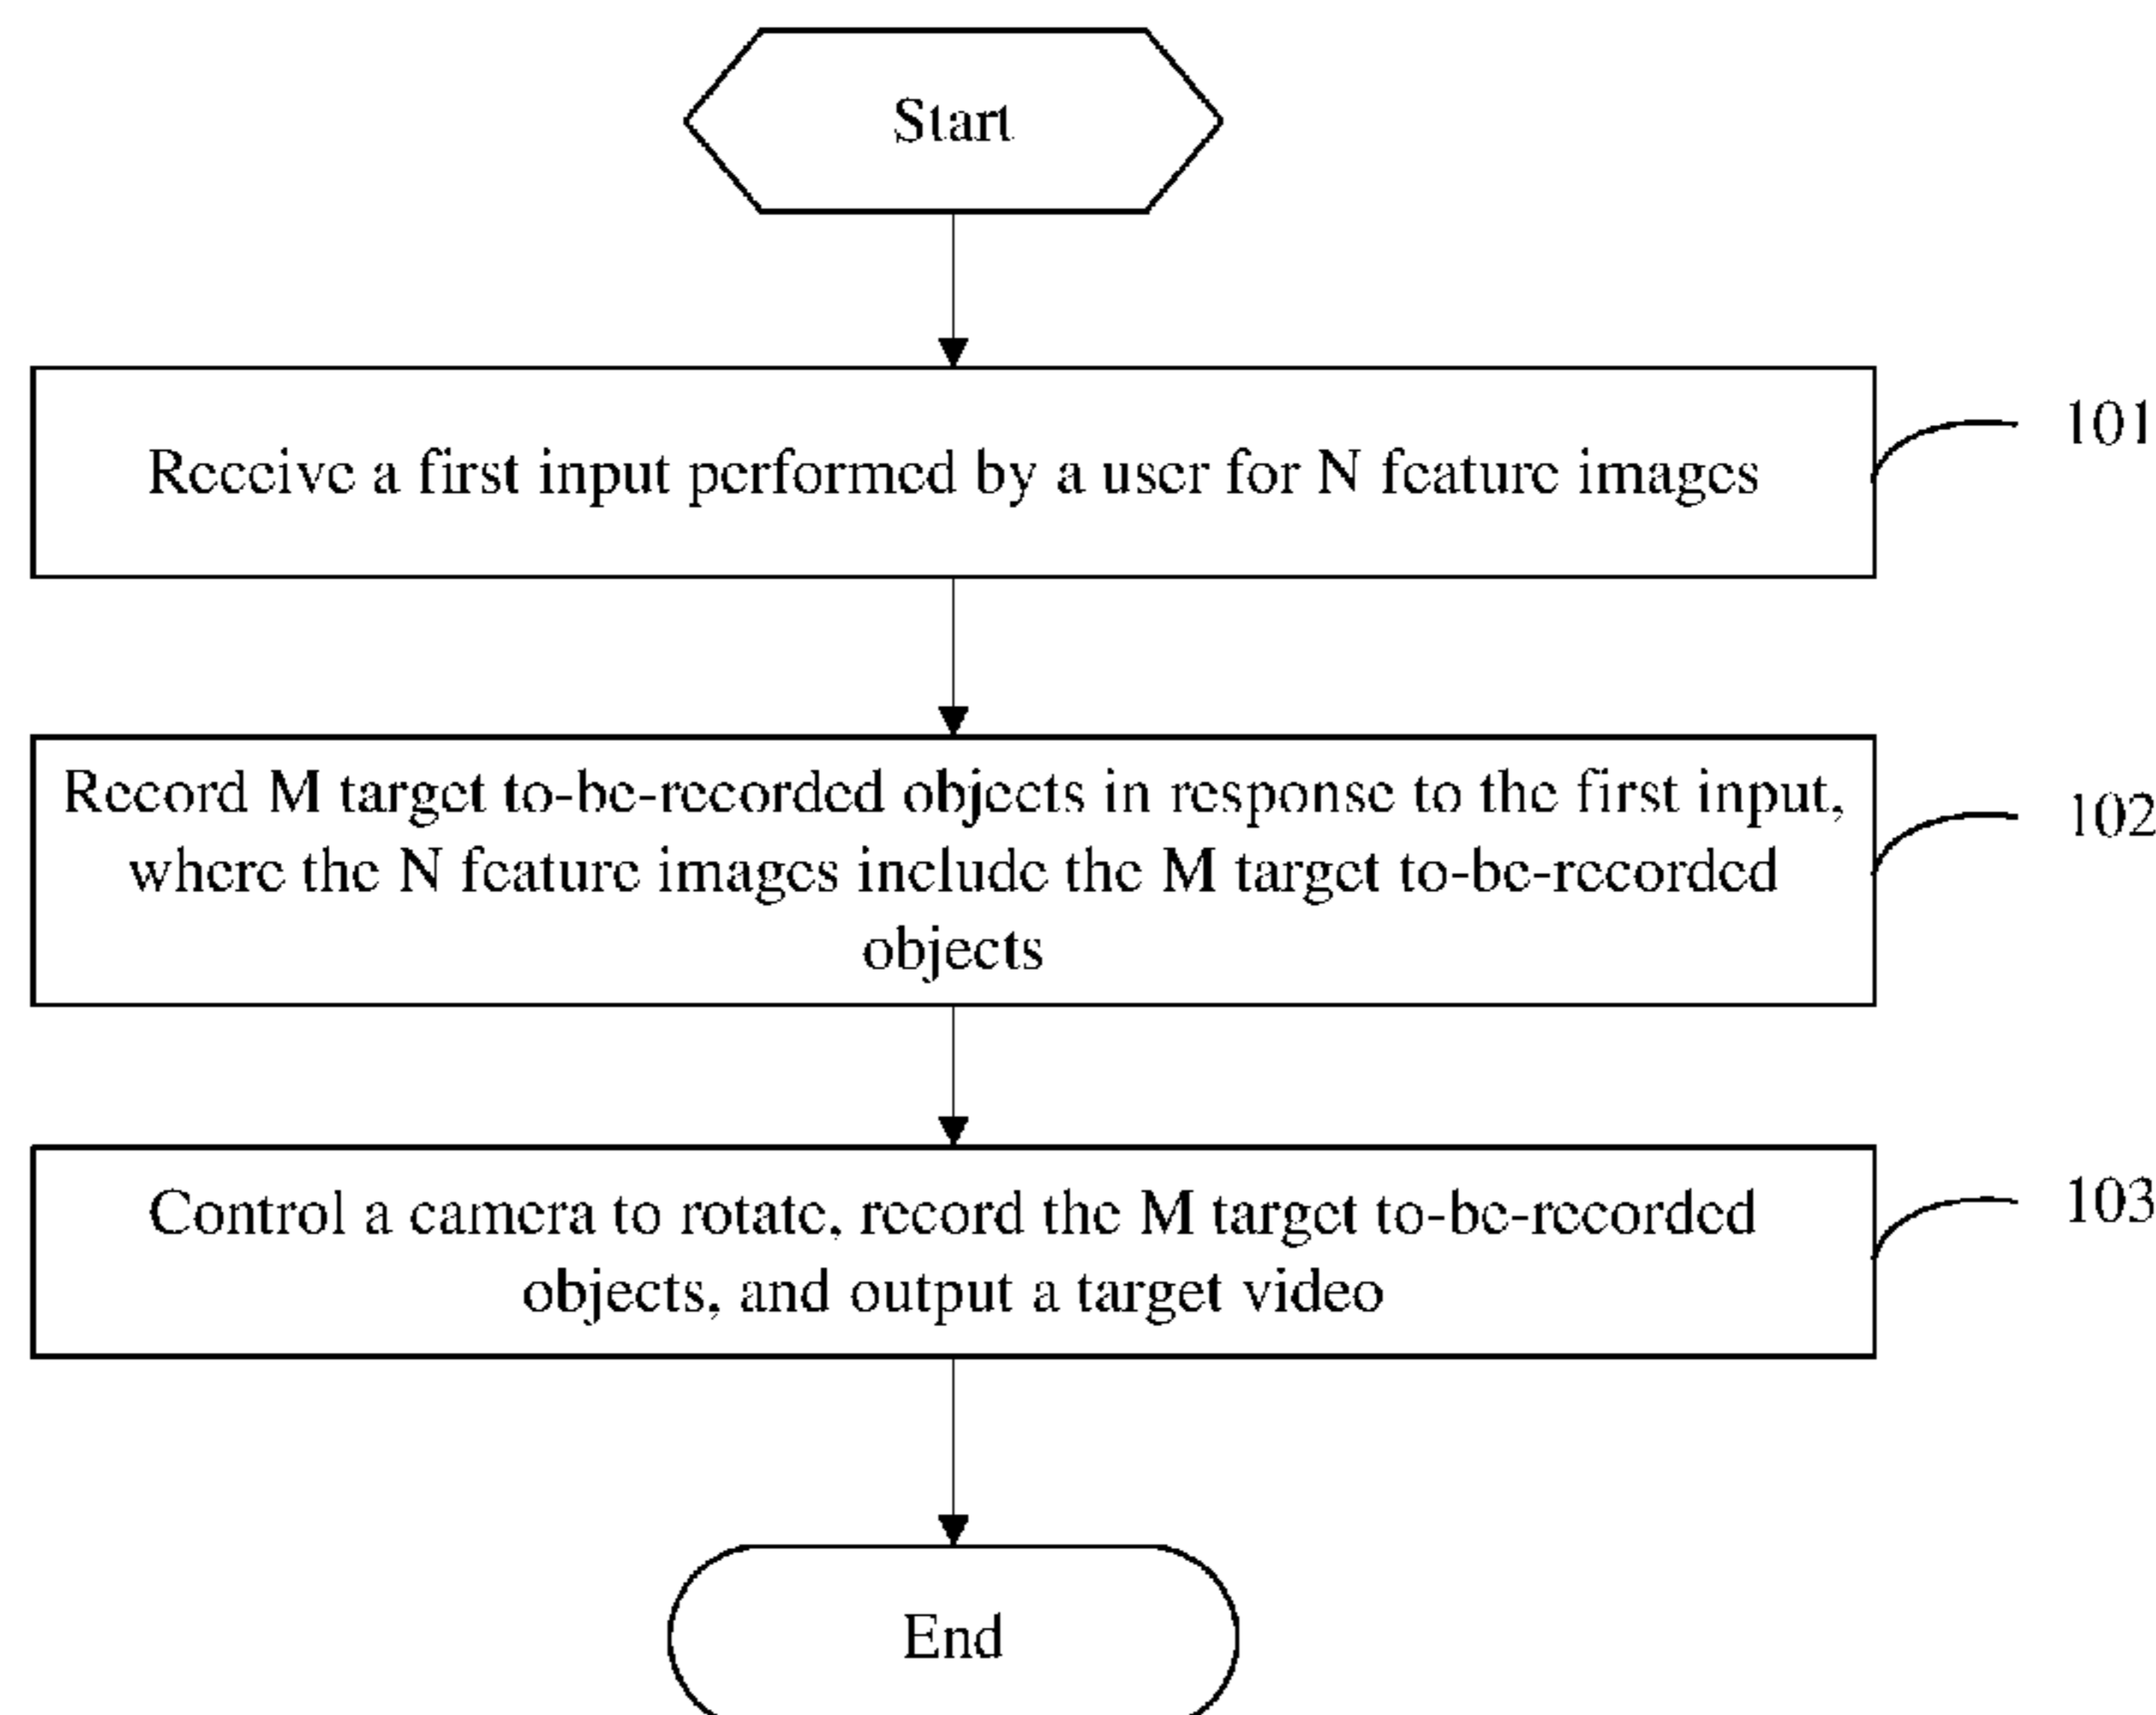 Start
Receive a first input performed by a user for N feature images
101
Record M target to-be-recorded objects in response to the first input,
where the N feature images include the M target to-be-recorded
objects
102
Control a camera to rotate, record the M target to-be-recorded
objects, and output a target video
103
End